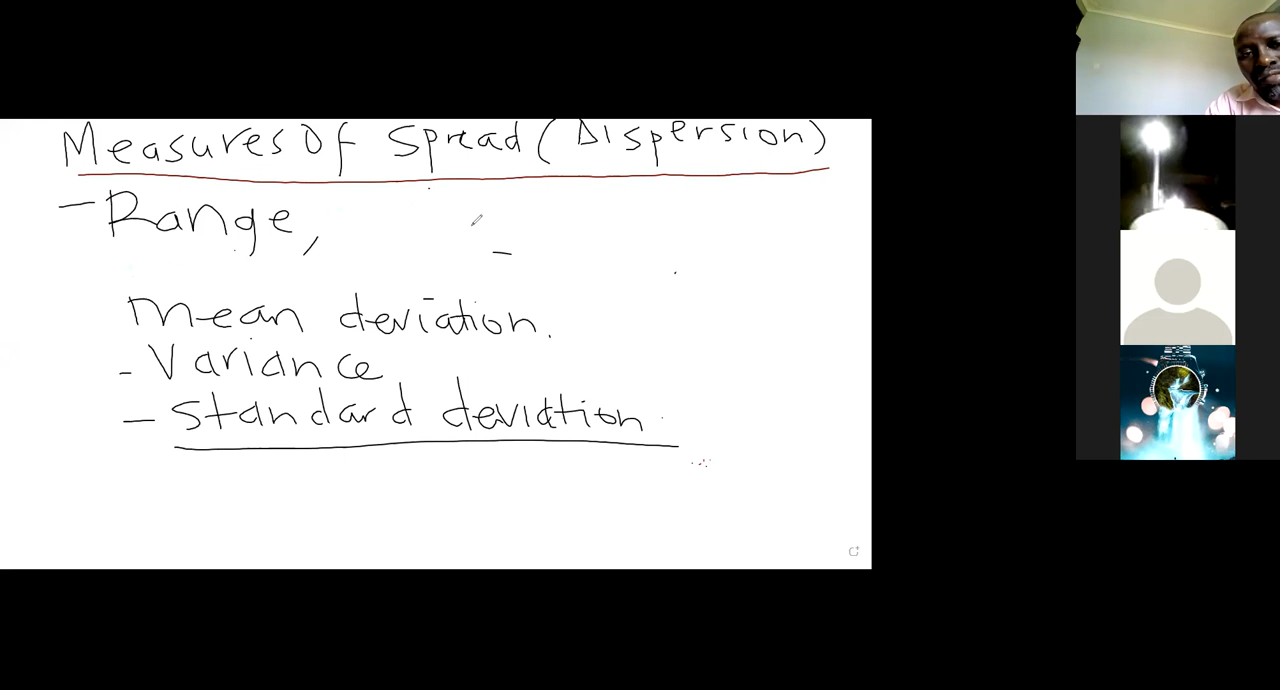 Measures Of Spread (Dispersion)
- Range,
mean deviation.
- Variance
- standard deviation.